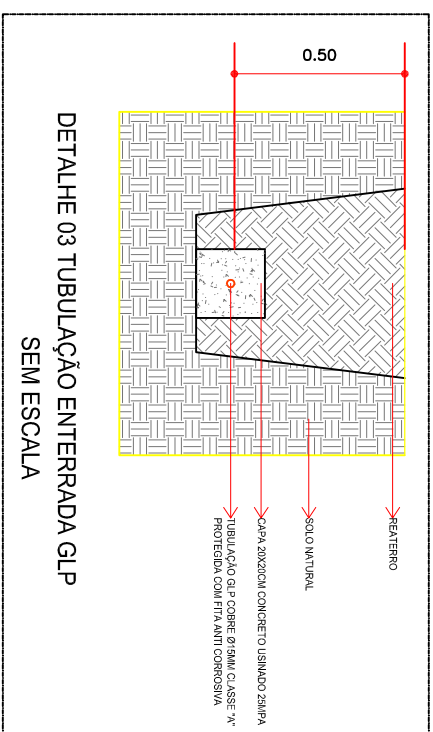 0.50
REATERRO
SOLO NATURAL
CAPA 20X20CM CONCRETO USINADO 25MPA
TUBULAÇÃO GLP COBRE Ø15MM CLASSE "A"
PROTEGIDA COM FITA ANTI CORROSIVA
DETALHE 03 TUBULAÇÃO ENTERRADA GLP
SEM ESCALA